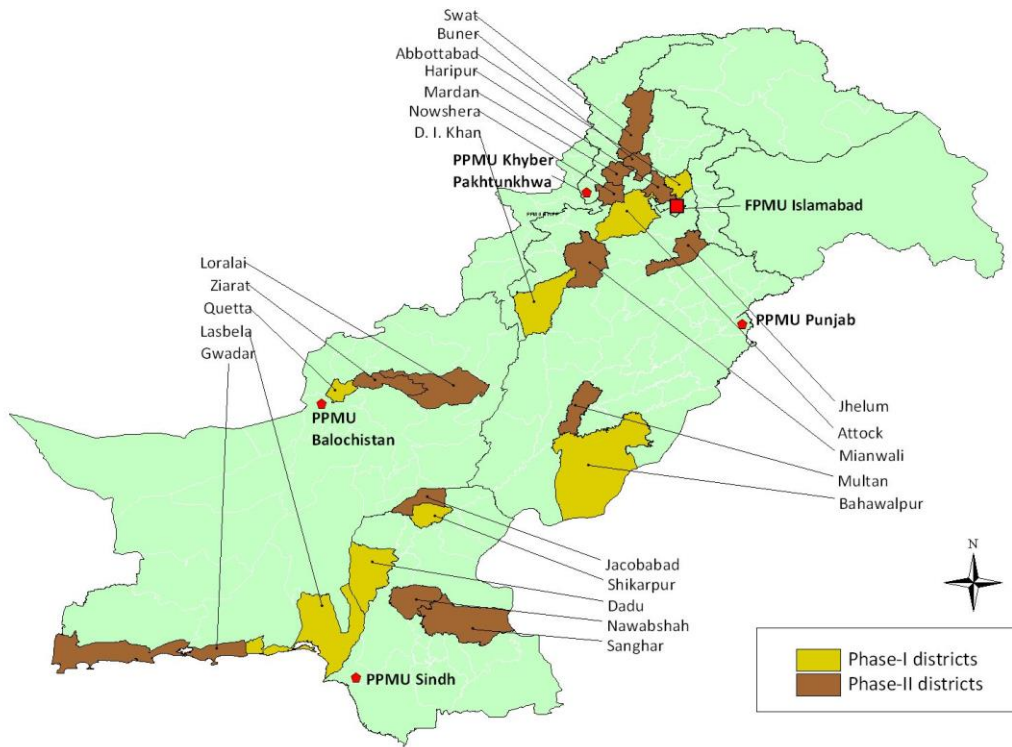 Swat
Buner
Abbottabad
Haripur
Mardan
Nowshera
D. I. Khan
PPMU Khyber
Pakhtunkhwa
FPMU Islamabad
Loralai
Ziarat
Quetta
Lasbela
Gwadar
PPMU Punjab
PPMU
Balochistan
Jhelum
Attock
Mianwali
Multan
Bahawalpur
Jacobabad
Shikarpur
Dadu
Nawabshah
Sanghar
PPMU Sindh
N
Phase-I districts
Phase-II districts